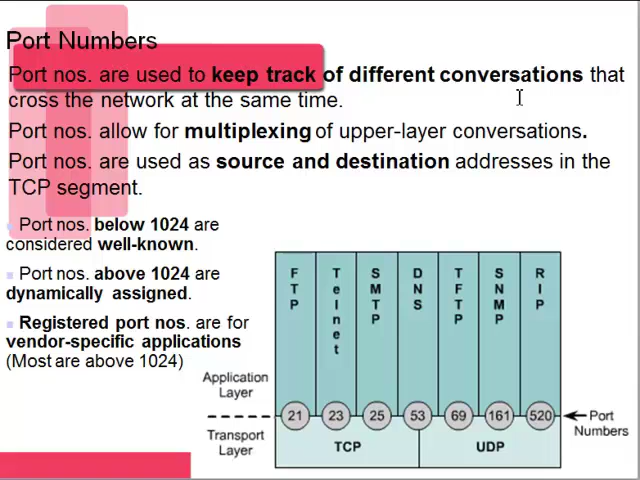 Port Numbers
Port nos. are used to keep track of different conversations that
cross the network at the same time.
Port nos. allow for multiplexing of upper-layer conversations.
Port nos. are used as source and destination addresses in the
TCP segment.
Port nos. below 1024 are
considered well-known.
Port nos. above 1024 are
dynamically assigned.
Registered port nos. are for
vendor-specific applications
(Most are above 1024)
FTP
Telnet
SMTP
DNS
TFTP
SNMP
RIP
Application
Layer
21 23 25 53 69 161 520
Port
Numbers
Transport
Layer
TCP
UDP